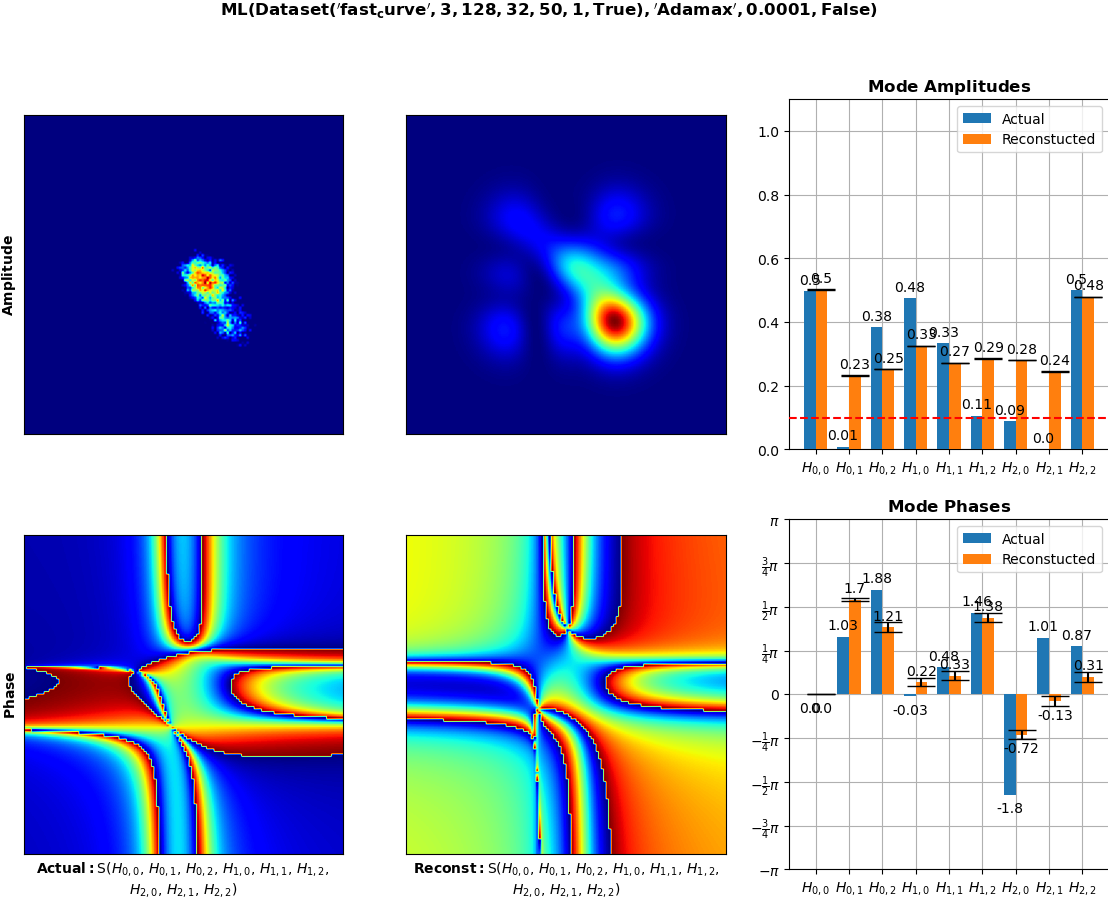 ML(Dataset('fast_curve', 3, 128, 32, 50, 1, True), 'Adamax', 0.0001, False)
Amplitude
Mode Amplitudes
Actual
Reconstucted
1.0
0.8
0.6
0.4
0.2
0.0
0.5 0.5 0.01 0.23 0.38 0.25 0.48 0.33 0.33 0.27 0.11 0.29 0.09 0.28 0.0 0.24 0.5 0.48
H0,0 H0,1 H0,2 H1,0 H1,1 H1,2 H2,0 H2,1 H2,2
Phase
Mode Phases
Actual
Reconstucted
π
3/4π
1/2π
1/4π
0
−1/4π
−1/2π
−3/4π
−π
0.0 0.0 1.03 1.7 1.88 1.21 -0.03 0.22 0.48 0.33 1.46 1.38 -1.8 -0.72 1.01 -0.13 0.87 0.31
H0,0 H0,1 H0,2 H1,0 H1,1 H1,2 H2,0 H2,1 H2,2
Actual: S(H0,0, H0,1, H0,2, H1,0, H1,1, H1,2,
H2,0, H2,1, H2,2)
Reconst: S(H0,0, H0,1, H0,2, H1,0, H1,1, H1,2,
H2,0, H2,1, H2,2)